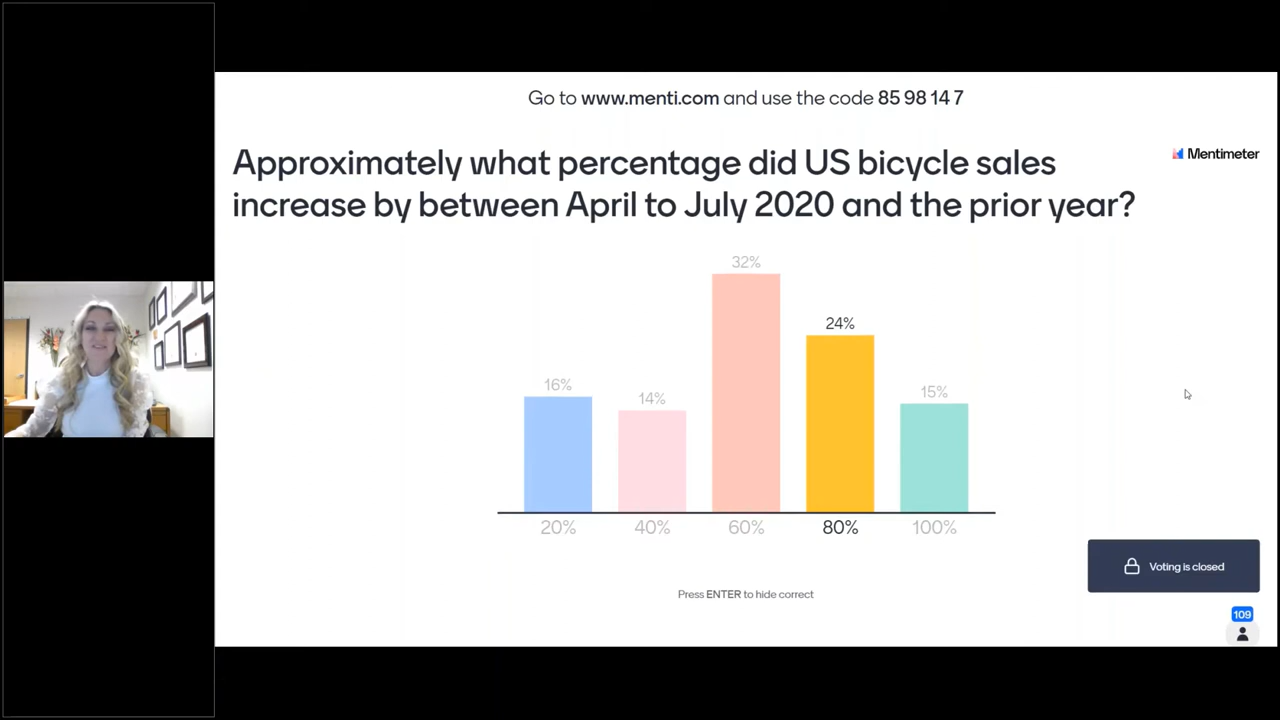 Go to www.menti.com and use the code 85 98 14 7
Approximately what percentage did US bicycle sales
increase by between April to July 2020 and the prior year?
Mentimeter
32%
24%
16%
14%
15%
20%
40%
60%
80%
100%
Voting is closed
Press ENTER to hide correct
109